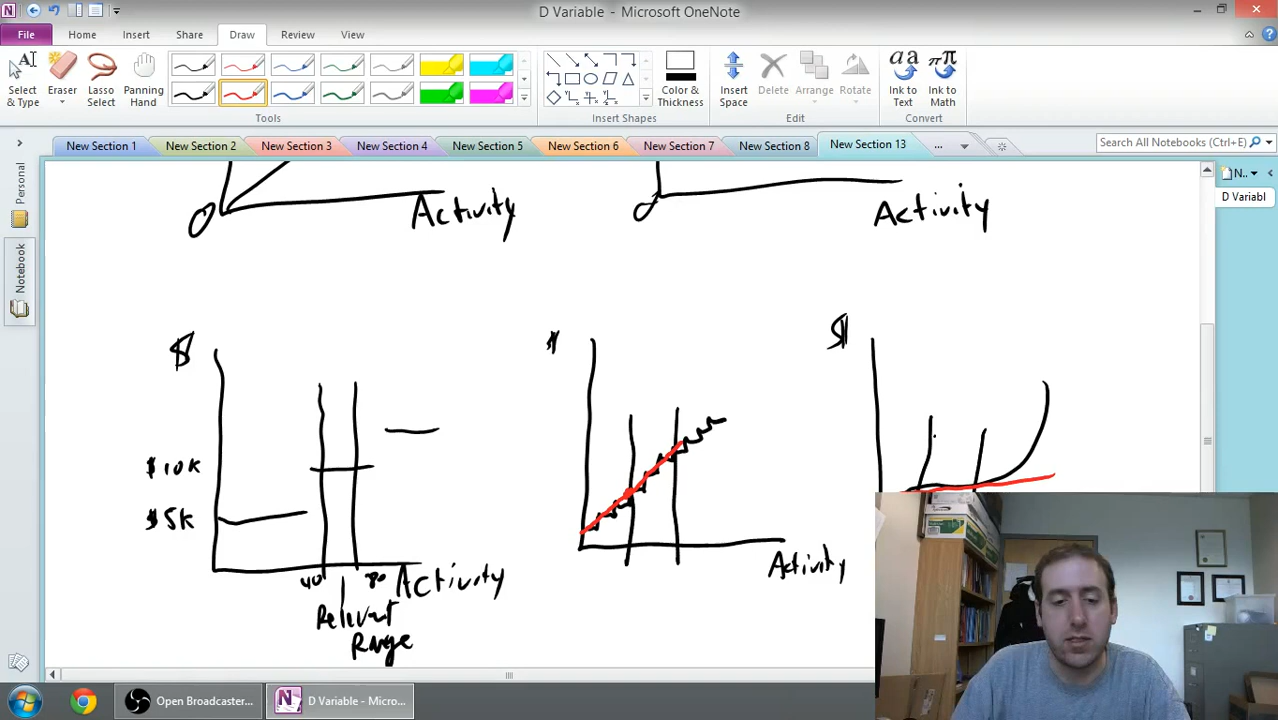 D Variable - Microsoft OneNote
File Home Insert Draw Review View
Select & Type
Eraser
Lasso Select
Panning Hand
Color & Thickness
Insert Space
Delete
Arrange
Rotate
Ink to Text
Ink to Math
Tools
Insert Shapes
Edit
Convert
New Section 1 New Section 2 New Section 3 New Section 4 New Section 5 New Section 6 New Section 7 New Section 8 New Section 13 ... Search All Notebooks (Ctrl+E)
Personal
Notebook
N..
D Variabl
0 Activity
0 Activity
$
$
$
$10k
$5k
40 80 Activity
Activity
Relevant
Range
Open Broadcaster...
D Variable - Micro...